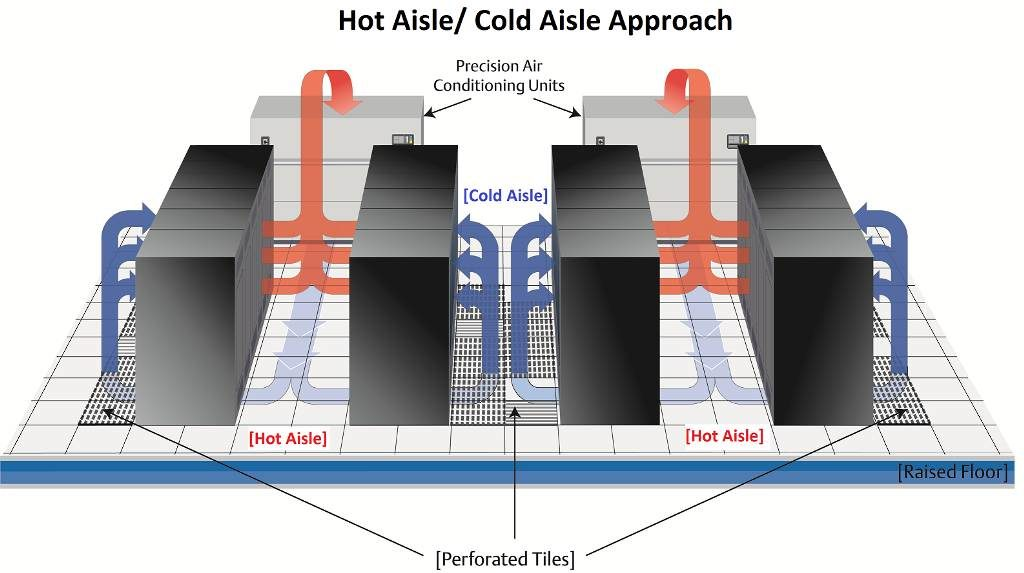 Hot Aisle/ Cold Aisle Approach
Precision Air
Conditioning Units
[Cold Aisle]
[Hot Aisle]
[Hot Aisle]
[Raised Floor]
[Perforated Tiles]